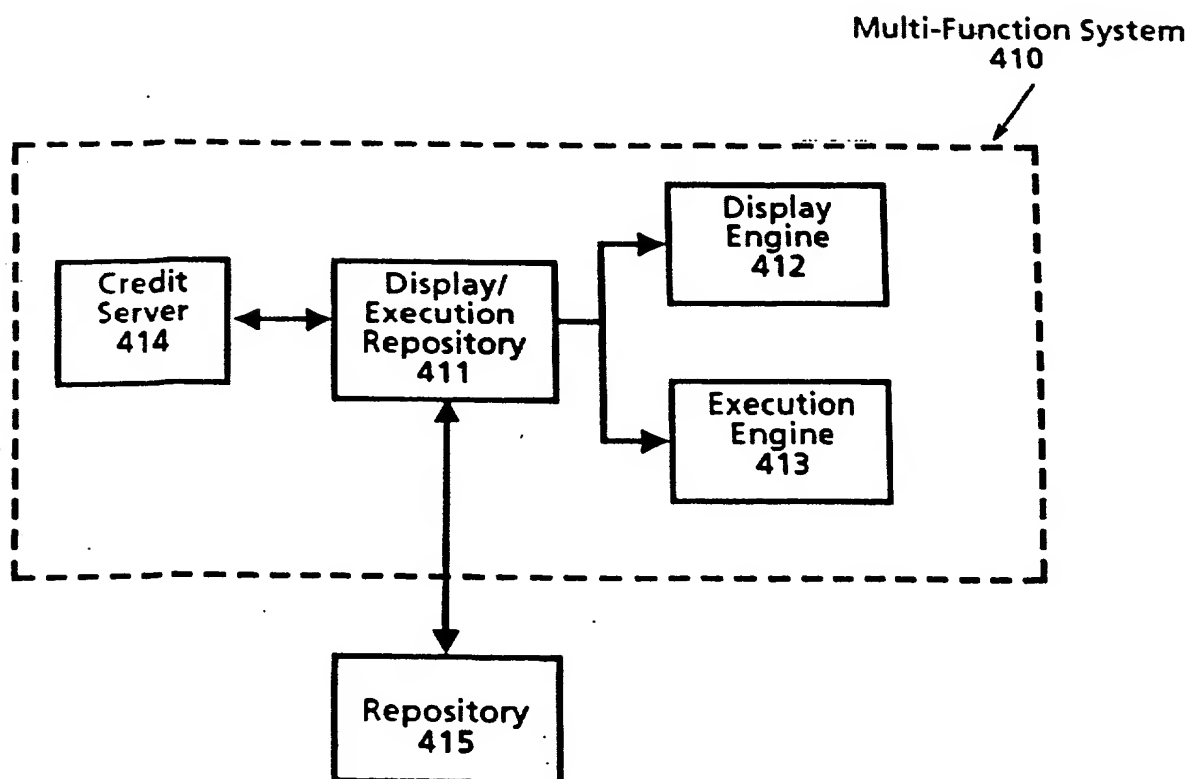 Multi-Function System
410
Display
Engine
412
Credit
Server
414
Display/
Execution
Repository
411
Execution
Engine
413
Repository
415